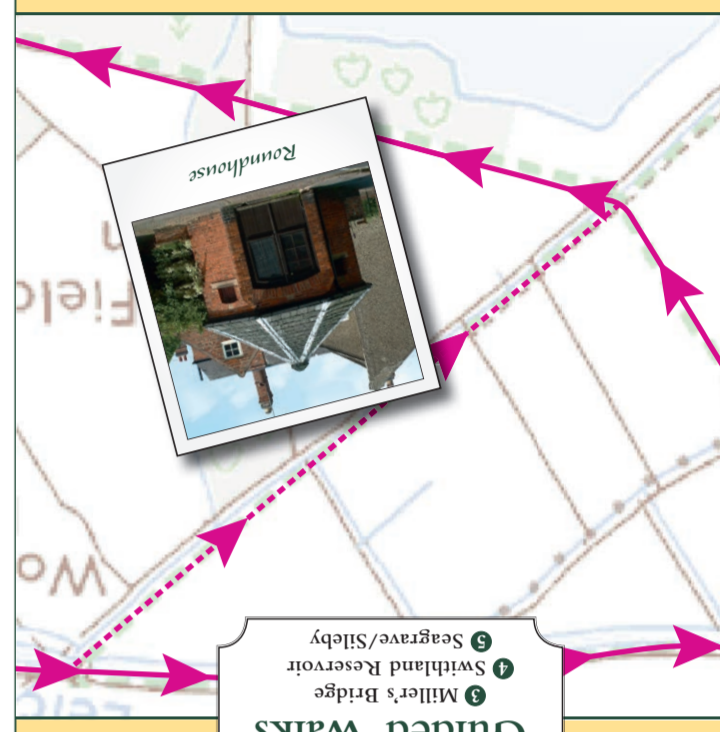 Guided Walks
3 Miller's Bridge
4 Swithland Reservoir
5 Seagrave/Sileby
Roundhouse